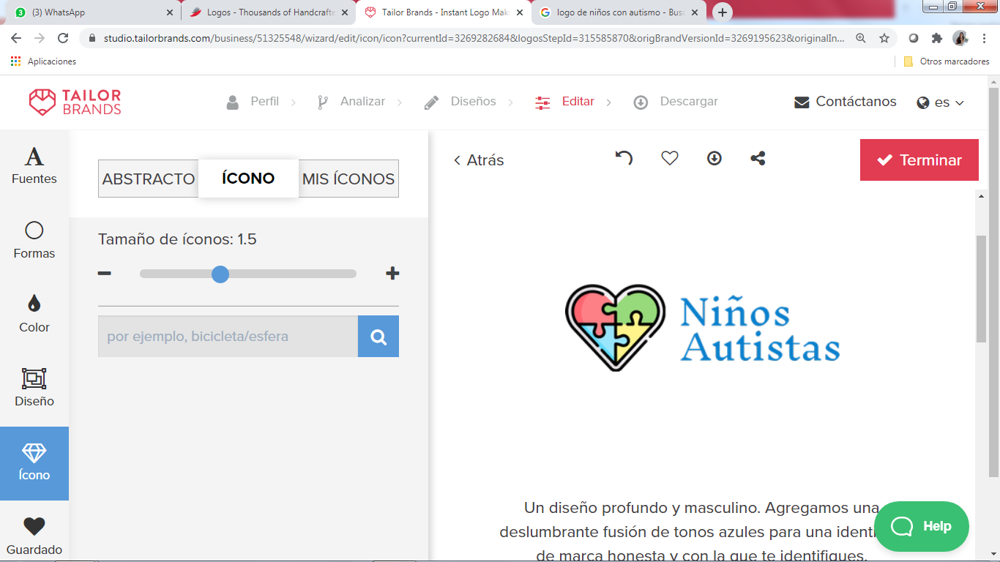 (3) WhatsApp
Logos - Thousands of Handcrafte
Tailor Brands - Instant Logo Mak
logo de niños con autismo - Bus
studio.tailorbrands.com/business/51325548/wizard/edit/icon/icon?currentId=3269282684&logosStepId=315585870&origBrandVersionId=3269195623&originalIn...
Aplicaciones
Otros marcadores
TAILOR
BRANDS
Perfil
Analizar
Diseños
Editar
Descargar
Contáctanos
es
Fuentes
Formas
Color
Diseño
Ícono
Guardado
ABSTRACTO
ÍCONO
MIS ÍCONOS
Tamaño de íconos: 1.5
por ejemplo, bicicleta/esfera
Atrás
Terminar
Niños
Autistas
Un diseño profundo y masculino. Agregamos una
deslumbrante fusión de tonos azules para una identi
de marca honesta y con la que te identifiques.
Help